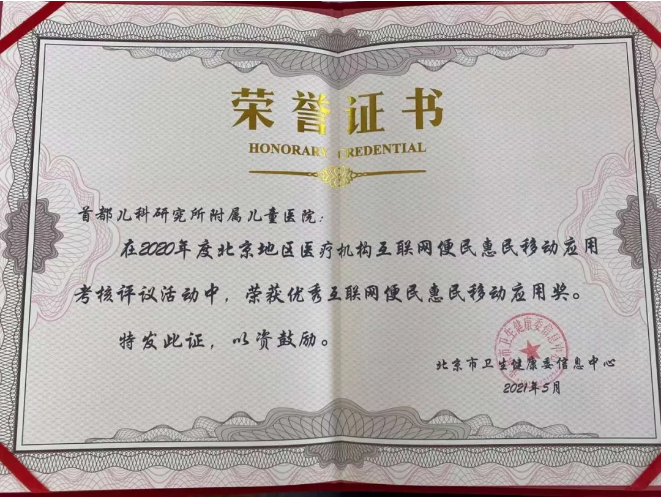 荣誉证书
HONORARY CREDENTIAL
首都儿科研究所附属儿童医院：
在2020年度北京地区医疗机构互联网便民惠民移动应用
考核评议活动中，荣获优秀互联网便民惠民移动应用奖。
特发此证，以资鼓励。
北京市卫生健康委信息中心
2021年5月